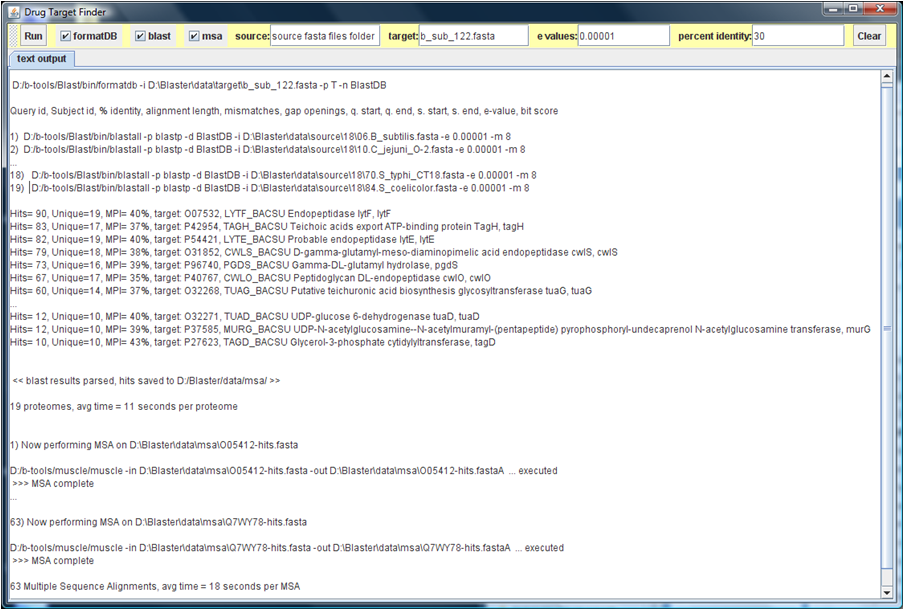 Drug Target Finder
Run formatDB blast msa source: source fasta files folder target: b_sub_122.fasta e values: 0.00001 percent identity: 30 Clear
text output
D:/b-tools/Blast/bin/formatdb -i D:\Blaster\data\target\b_sub_122.fasta -p T -n BlastDB
Query id, Subject id, % identity, alignment length, mismatches, gap openings, q. start, q. end, s. start, s. end, e-value, bit score
1) D:/b-tools/Blast/bin/blastall -p blastp -d BlastDB -i D:\Blaster\data\source\18\06.B_subtilis.fasta -e 0.00001 -m 8
2) D:/b-tools/Blast/bin/blastall -p blastp -d BlastDB -i D:\Blaster\data\source\18\10.C_jejuni_O-2.fasta -e 0.00001 -m 8
...
18) D:/b-tools/Blast/bin/blastall -p blastp -d BlastDB -i D:\Blaster\data\source\18\70.S_typhi_CT18.fasta -e 0.00001 -m 8
19) D:/b-tools/Blast/bin/blastall -p blastp -d BlastDB -i D:\Blaster\data\source\18\84.S_coelicolor.fasta -e 0.00001 -m 8
Hits= 90, Unique=19, MPI= 40%, target: O07532, LYTF_BACSU Endopeptidase lytF, lytF
Hits= 83, Unique=17, MPI= 37%, target: P42954, TAGH_BACSU Teichoic acids export ATP-binding protein TagH, tagH
Hits= 82, Unique=19, MPI= 40%, target: P54421, LYTE_BACSU Probable endopeptidase lytE, lytE
Hits= 79, Unique=18, MPI= 38%, target: O31852, CWLS_BACSU D-gamma-glutamyl-meso-diaminopimelic acid endopeptidase cwlS, cwlS
Hits= 73, Unique=16, MPI= 39%, target: P96740, PGDS_BACSU Gamma-DL-glutamyl hydrolase, pgdS
Hits= 67, Unique=17, MPI= 35%, target: P40767, CWLO_BACSU Peptidoglycan DL-endopeptidase cwlO, cwlO
Hits= 60, Unique=14, MPI= 37%, target: O32268, TUAG_BACSU Putative teichuronic acid biosynthesis glycosyltransferase tuaG, tuaG
...
Hits= 12, Unique=10, MPI= 40%, target: O32271, TUAD_BACSU UDP-glucose 6-dehydrogenase tuaD, tuaD
Hits= 12, Unique=10, MPI= 39%, target: P37585, MURG_BACSU UDP-N-acetylglucosamine--N-acetylmuramyl-(pentapeptide) pyrophosphoryl-undecaprenol N-acetylglucosamine transferase, murG
Hits= 10, Unique=10, MPI= 43%, target: P27623, TAGD_BACSU Glycerol-3-phosphate cytidylyltransferase, tagD
<< blast results parsed, hits saved to D:/Blaster/data/msa/ >>
19 proteomes, avg time = 11 seconds per proteome
1) Now performing MSA on D:\Blaster\data\msa\O05412-hits.fasta
D:/b-tools/muscle/muscle -in D:\Blaster\data\msa\O05412-hits.fasta -out D:\Blaster\data\msa\O05412-hits.fastaA ... executed
>>> MSA complete
...
63) Now performing MSA on D:\Blaster\data\msa\Q7WY78-hits.fasta
D:/b-tools/muscle/muscle -in D:\Blaster\data\msa\Q7WY78-hits.fasta -out D:\Blaster\data\msa\Q7WY78-hits.fastaA ... executed
>>> MSA complete
63 Multiple Sequence Alignments, avg time = 18 seconds per MSA